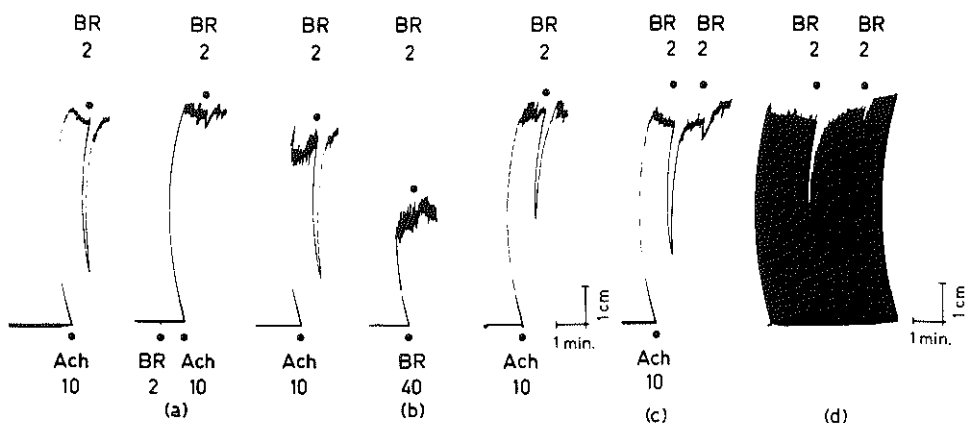 BR BR BR BR BR BR BR BR BR
2 2 2 2 2 2 2 2 2
1 cm
1 min.
1 cm
1 min.
Ach BR Ach Ach BR Ach Ach
10 2 10 10 40 10 10
(a) (b) (c) (d)